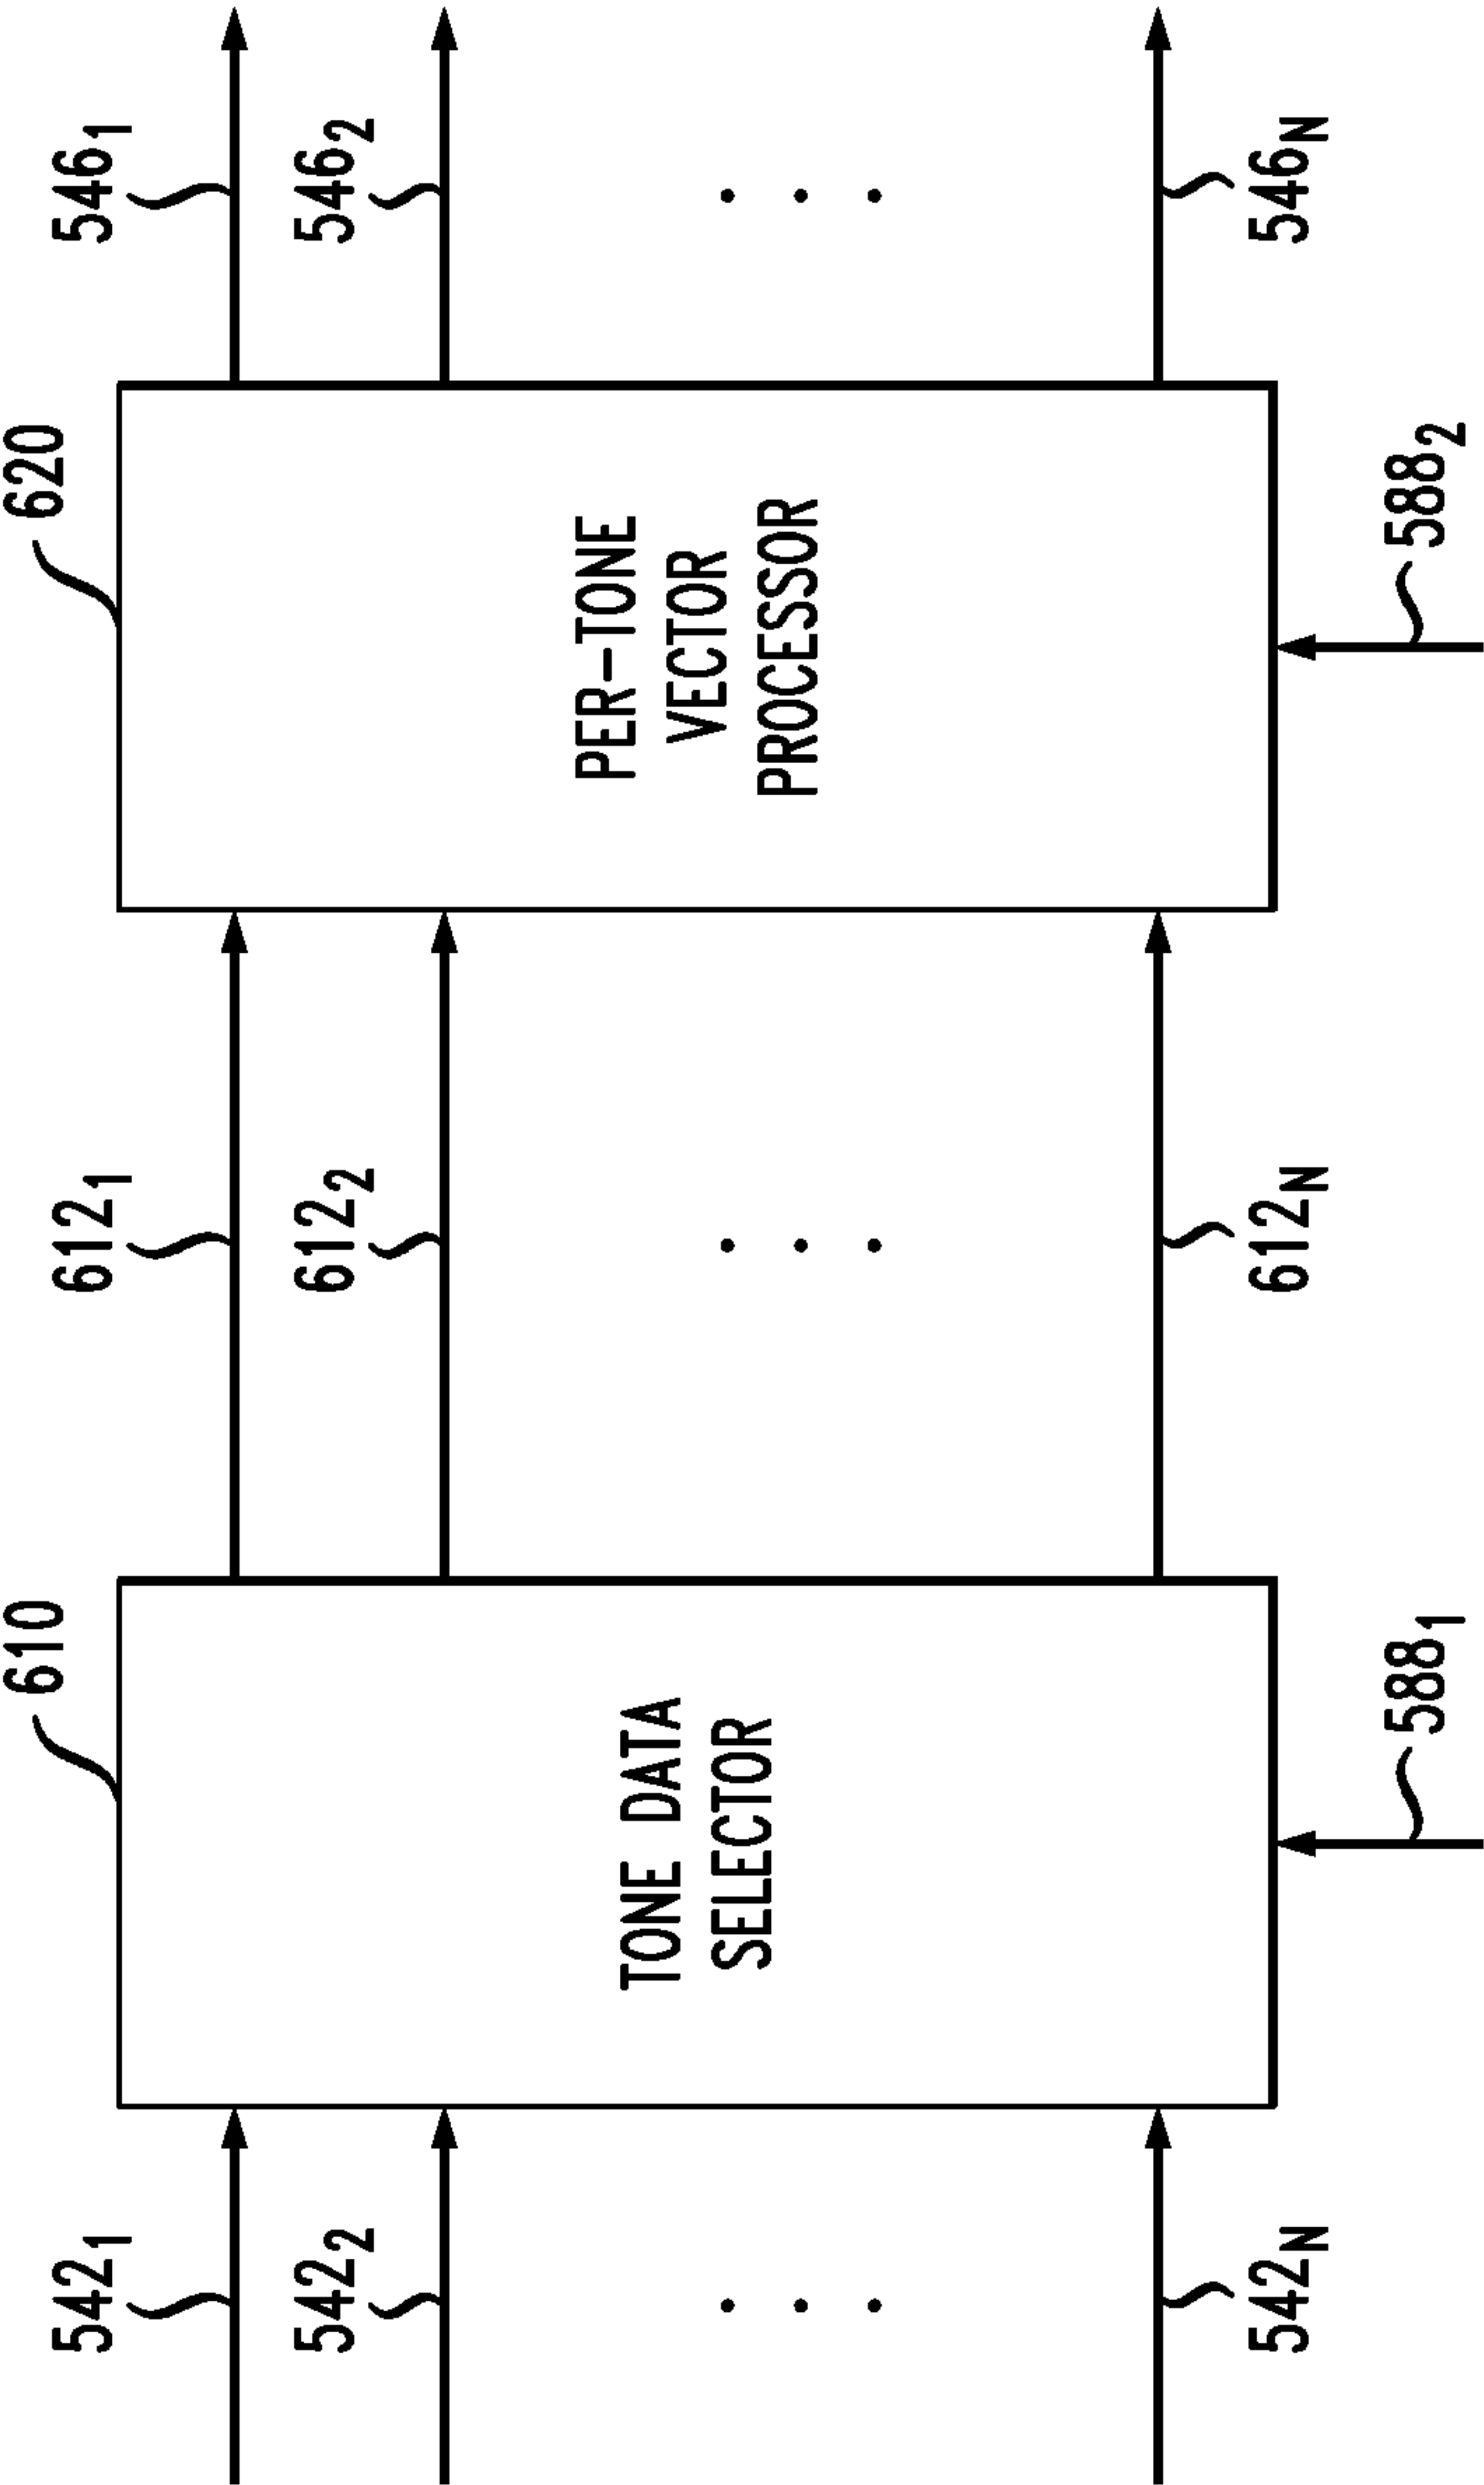 610
620
542₁
612₁
546₁
542₂
612₂
546₂
TONE DATA
SELECTOR
PER-TONE
VECTOR
PROCESSOR
542N
612N
546N
588₁
588₂